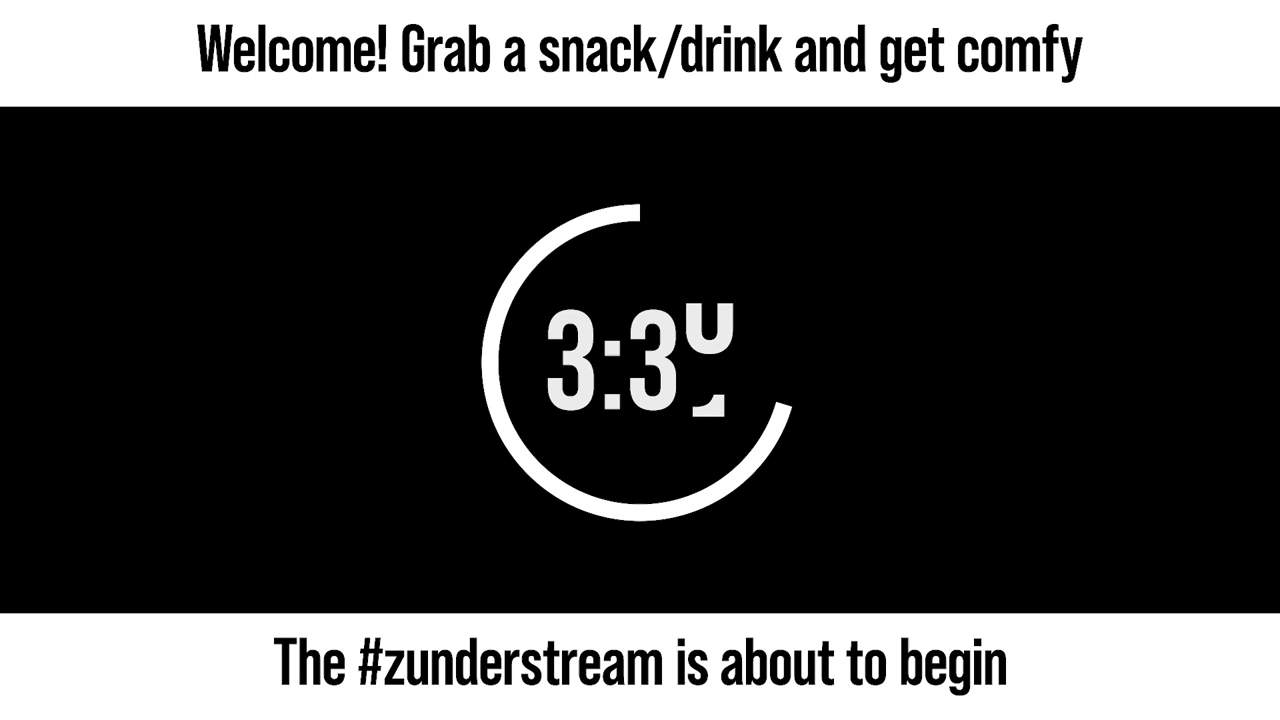 Welcome! Grab a snack/drink and get comfy
3:3
The #zunderstream is about to begin